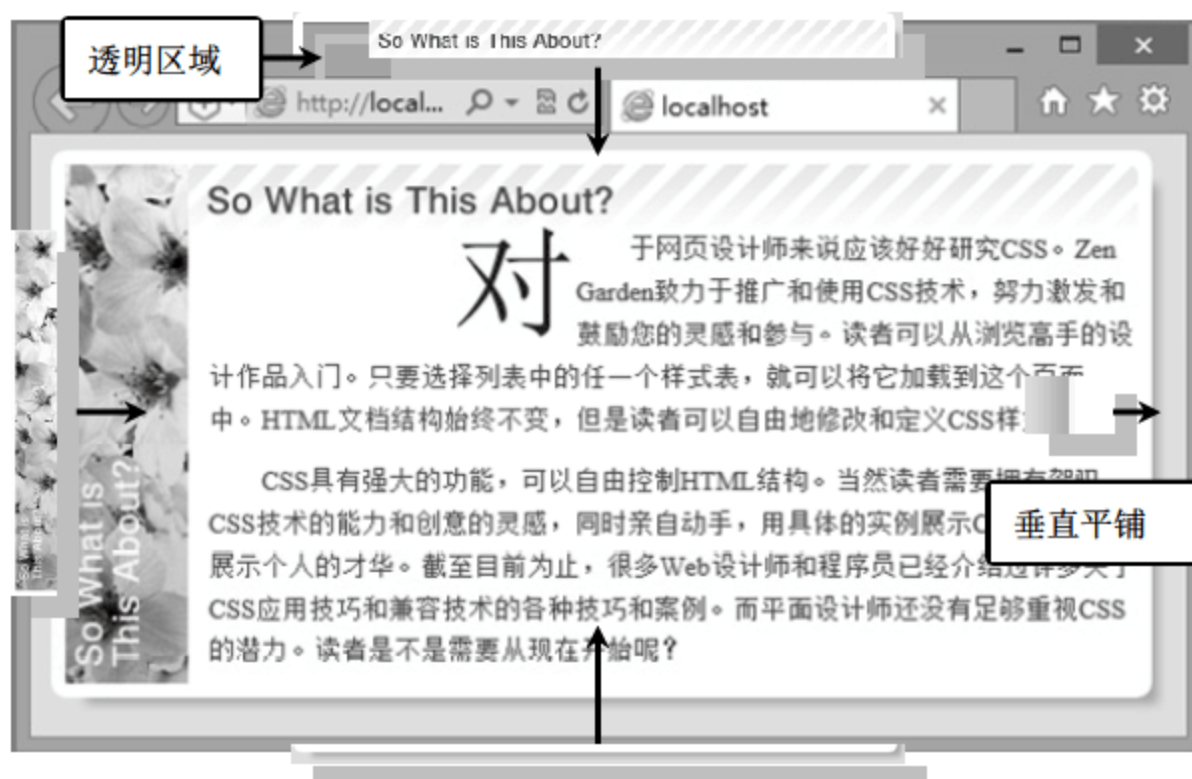 So What is This About?
透明区域
http://local...
localhost
So What is This About?
对
于网页设计师来说应该好好研究CSS。Zen
Garden致力于推广和使用CSS技术，努力激发和
鼓励您的灵感和参与。读者可以从浏览高手的设
计作品入门。只要选择列表中的任一个样式表，就可以将它加载到这个页面
中。HTML文档结构始终不变，但是读者可以自由地修改和定义CSS样
CSS具有强大的功能，可以自由控制HTML结构。当然读者需要拥有驾驭
CSS技术的能力和创意的灵感，同时亲自动手，用具体的实例展示
垂直平铺
展示个人的才华。截至目前为止，很多Web设计师和程序员已经介绍过许多关于
CSS应用技巧和兼容技术的各种技巧和案例。而平面设计师还没有足够重视CSS
的潜力。读者是不是需要从现在开始呢？
So What is
This About?
So What is
This About?